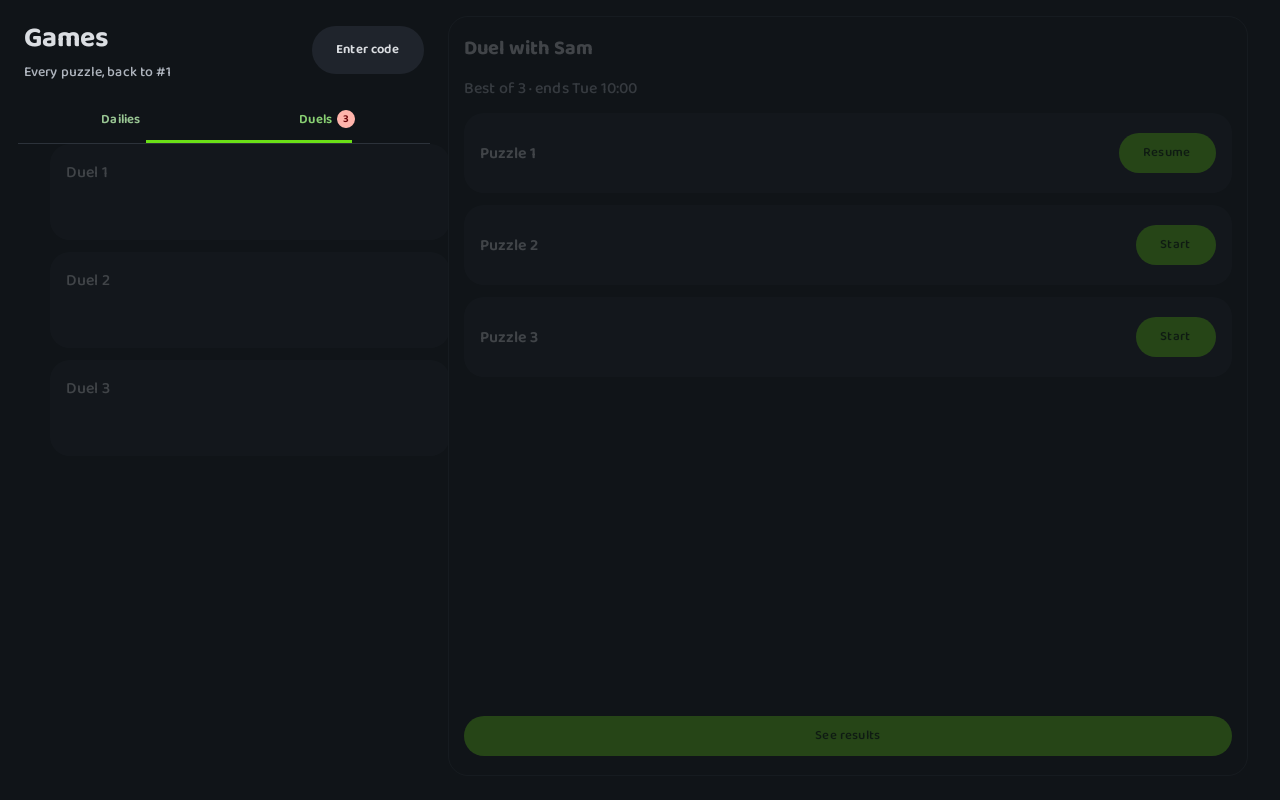 Games
Enter code
Every puzzle, back to #1
Dailies
Duels 3
Duel 1
Duel 2
Duel 3
Duel with Sam
Best of 3 · ends Tue 10:00
Puzzle 1
Resume
Puzzle 2
Start
Puzzle 3
Start
See results